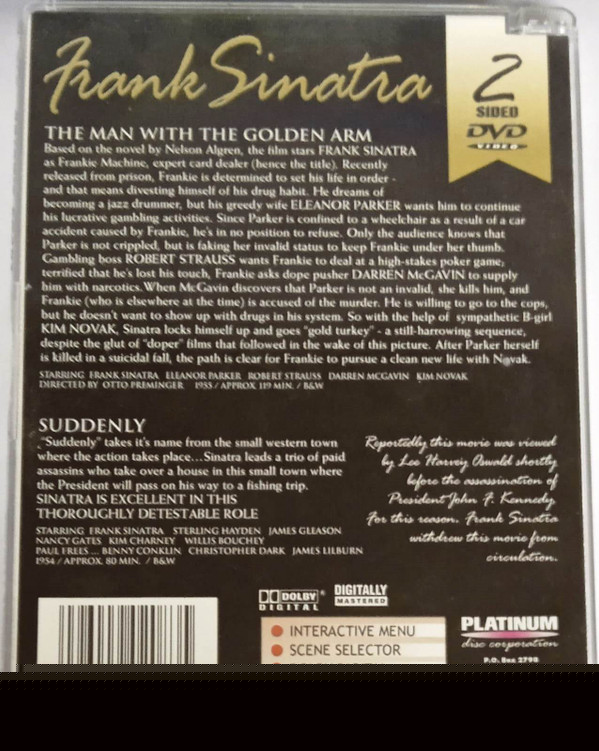 Frank Sinatra
2
SIDED
DVD
VIDEO
THE MAN WITH THE GOLDEN ARM
Based on the novel by Nelson Algren, the film stars FRANK SINATRA
as Frankie Machine, expert card dealer (hence the title). Recently
released from prison, Frankie is determined to set his life in order -
and that means divesting himself of his drug habit. He dreams of
becoming a jazz drummer, but his greedy wife ELEANOR PARKER wants him to continue
his lucrative gambling activities. Since Parker is confined to a wheelchair as a result of a car
accident caused by Frankie, he's in no position to refuse. Only the audience knows that
Parker is not crippled, but is faking her invalid status to keep Frankie under her thumb.
Gambling boss ROBERT STRAUSS wants Frankie to deal at a high-stakes poker game;
terrified that he's lost his touch, Frankie asks dope pusher DARREN McGAVIN to supply
him with narcotics. When McGavin discovers that Parker is not an invalid, she kills him, and
Frankie (who is elsewhere at the time) is accused of the murder. He is willing to go to the cops,
but he doesn't want to show up with drugs in his system. So with the help of sympathetic B-girl
KIM NOVAK, Sinatra locks himself up and goes "gold turkey" - a still-harrowing sequence,
despite the glut of "doper" films that followed in the wake of this picture. After Parker herself
is killed in a suicidal fall, the path is clear for Frankie to pursue a clean new life with Novak.
STARRING FRANK SINATRA ELEANOR PARKER ROBERT STRAUSS DARREN MCGAVIN KIM NOVAK
DIRECTED BY OTTO PREMINGER 1955 / APPROX 119 MIN. / B&W
SUDDENLY
"Suddenly" takes it's name from the small western town
where the action takes place...Sinatra leads a trio of paid
assassins who take over a house in this small town where
the President will pass on his way to a fishing trip.
SINATRA IS EXCELLENT IN THIS
THOROUGHLY DETESTABLE ROLE
STARRING FRANK SINATRA STERLING HAYDEN JAMES GLEASON
NANCY GATES KIM CHARNEY WILLIS BOUCHEY
PAUL FREES ... BENNY CONKLIN CHRISTOPHER DARK JAMES LILBURN
1954 / APPROX. 80 MIN. / B&W
Reportedly this movie was viewed
by Lee Harvey Oswald shortly
before the assassination of
President John F. Kennedy.
For this reason, Frank Sinatra
withdrew this movie from
circulation.
DOLBY
DIGITAL
DIGITALLY
MASTERED
INTERACTIVE MENU
SCENE SELECTOR
PLATINUM
disc corporation
P.O. Box 2798